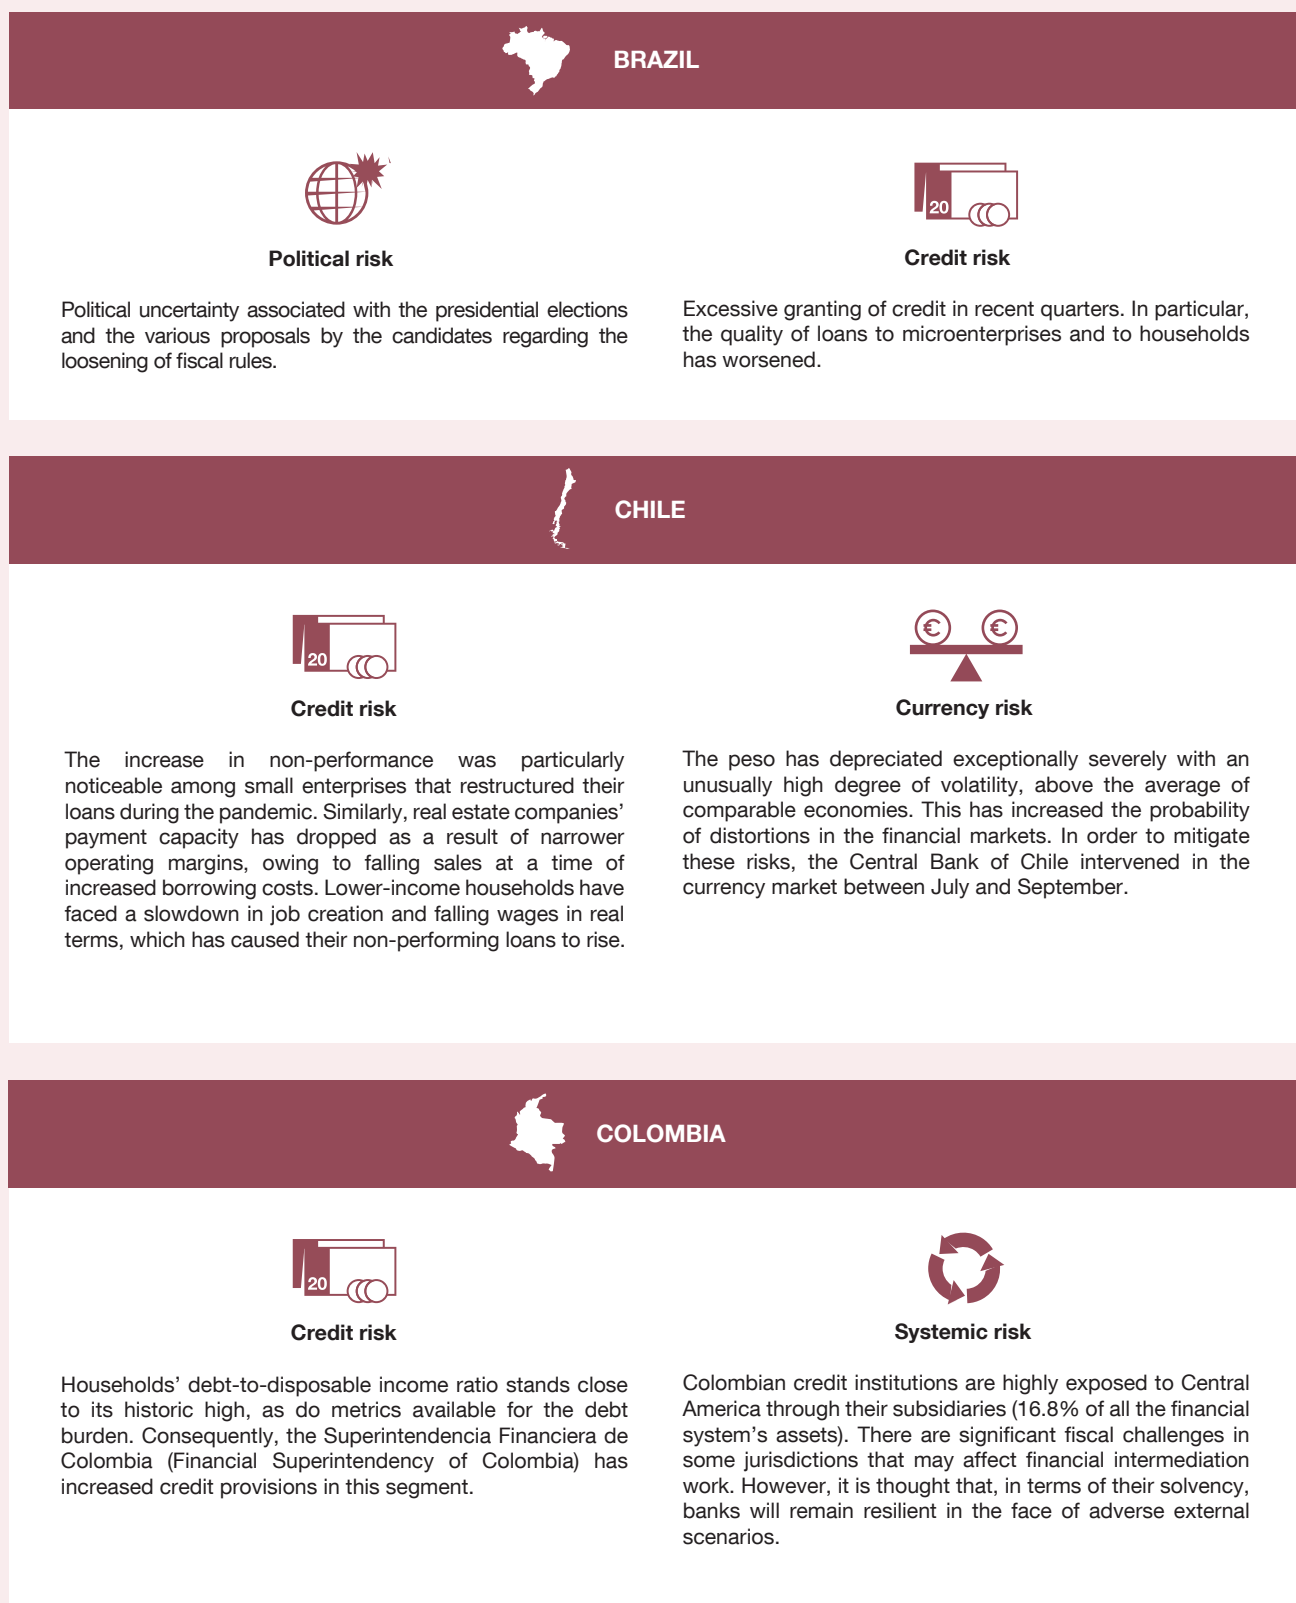 BRAZIL
20
Political risk
Political uncertainty associated with the presidential elections
and the various proposals by the candidates regarding the
loosening of fiscal rules.
20
Credit risk
Excessive granting of credit in recent quarters. In particular,
the quality of loans to microenterprises and to households
has worsened.
CHILE
20
Credit risk
The increase in non-performance was particularly
noticeable among small enterprises that restructured their
loans during the pandemic. Similarly, real estate companies’
payment capacity has dropped as a result of narrower
operating margins, owing to falling sales at a time of
increased borrowing costs. Lower-income households have
faced a slowdown in job creation and falling wages in real
terms, which has caused their non-performing loans to rise.
€ €
Currency risk
The peso has depreciated exceptionally severely with an
unusually high degree of volatility, above the average of
comparable economies. This has increased the probability
of distortions in the financial markets. In order to mitigate
these risks, the Central Bank of Chile intervened in the
currency market between July and September.
COLOMBIA
20
Credit risk
Households’ debt-to-disposable income ratio stands close
to its historic high, as do metrics available for the debt
burden. Consequently, the Superintendencia Financiera de
Colombia (Financial Superintendency of Colombia) has
increased credit provisions in this segment.
Systemic risk
Colombian credit institutions are highly exposed to Central
America through their subsidiaries (16.8% of all the financial
system’s assets). There are significant fiscal challenges in
some jurisdictions that may affect financial intermediation
work. However, it is thought that, in terms of their solvency,
banks will remain resilient in the face of adverse external
scenarios.